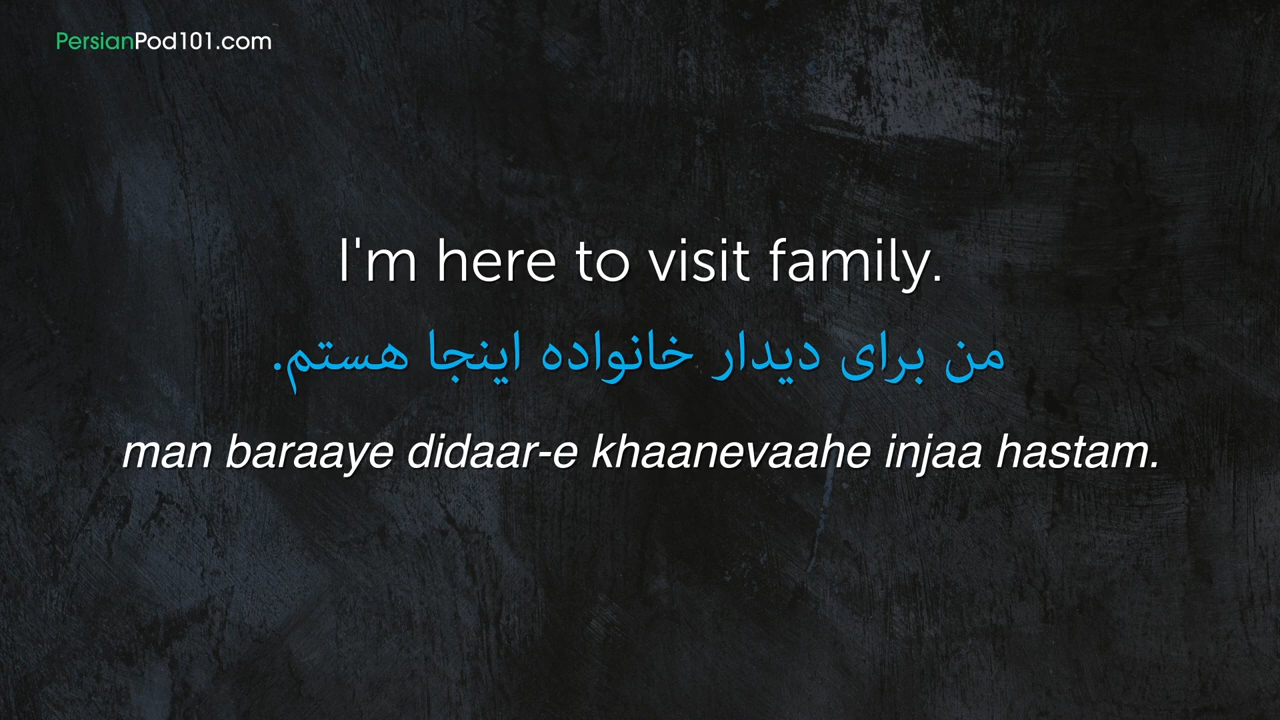 PersianPod101.com
I'm here to visit family.
من برای دیدار خانواده اینجا هستم.
man baraaye didaar-e khaanevaahe injaa hastam.